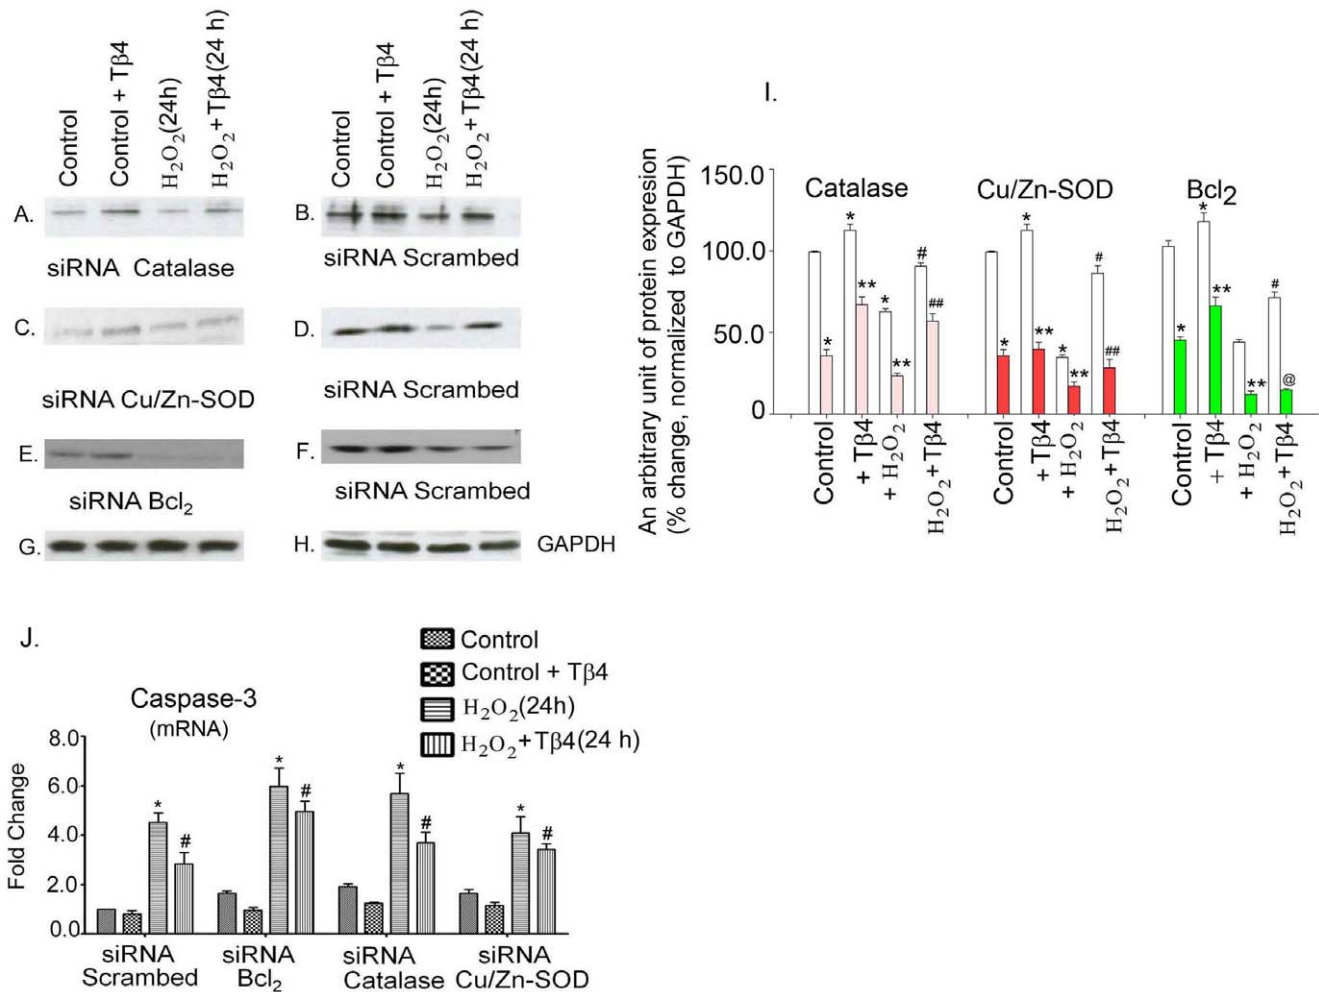 Control
Control + Tβ4
H₂O₂(24h)
H₂O₂+Tβ4(24 h)
Control
Control + Tβ4
H₂O₂(24h)
H₂O₂+Tβ4(24 h)
A.
siRNA Catalase
B.
siRNA Scrambed
C.
siRNA Cu/Zn-SOD
D.
siRNA Scrambed
E.
siRNA Bcl₂
F.
siRNA Scrambed
G.
H.
GAPDH
I.
An arbitrary unit of protein expresion
(% change, normalized to GAPDH)
150.0
100.0
50.0
0
Catalase
Cu/Zn-SOD
Bcl₂
* * ** * ** # ##
* * ** * ** # ##
* * ** ** # @
Control
+ Tβ4
+ H₂O₂
H₂O₂+Tβ4
Control
+ Tβ4
+ H₂O₂
H₂O₂+Tβ4
Control
+ Tβ4
+ H₂O₂
H₂O₂+Tβ4
J.
Control
Control + Tβ4
H₂O₂(24h)
H₂O₂+Tβ4(24 h)
Caspase-3
(mRNA)
Fold Change
8.0
6.0
4.0
2.0
0.0
* # * # * # * #
siRNA
Scrambed
siRNA
Bcl₂
siRNA
Catalase
siRNA
Cu/Zn-SOD